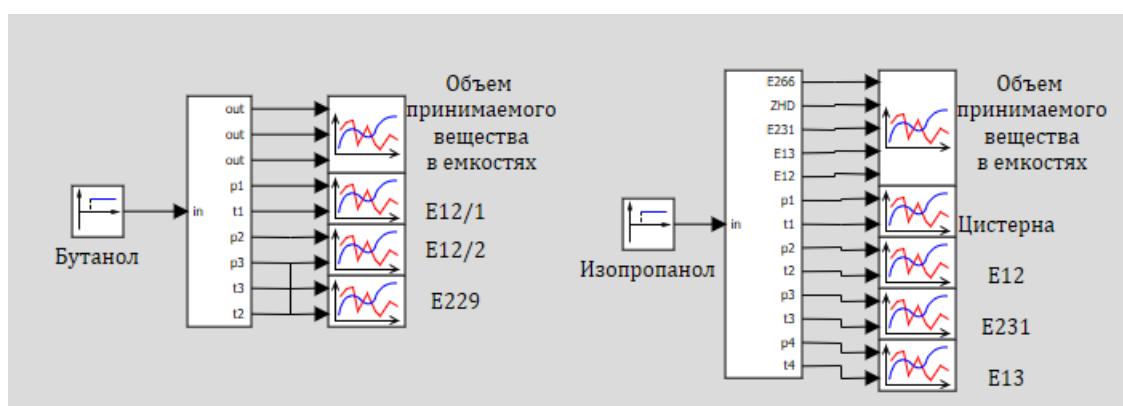 Бутанол
in
out
out
out
p1
t1
p2
p3
t3
t2
Объем
принимаемого
вещества
в емкостях
E12/1
E12/2
E229
Изопропанол
in
E266
ZHD
E231
E13
E12
p1
t1
p2
t2
p3
t3
p4
t4
Объем
принимаемого
вещества
в емкостях
Цистерна
E12
E231
E13